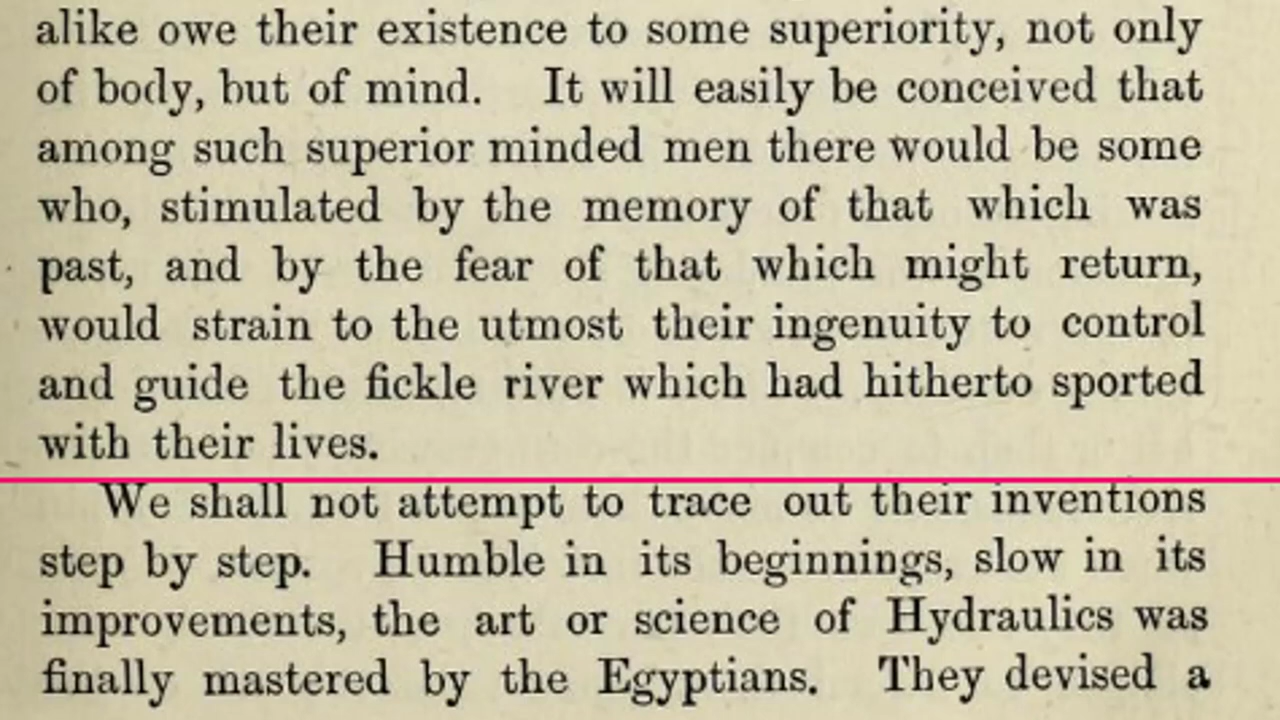 alike owe their existence to some superiority, not only
of body, but of mind. It will easily be conceived that
among such superior minded men there would be some
who, stimulated by the memory of that which was
past, and by the fear of that which might return,
would strain to the utmost their ingenuity to control
and guide the fickle river which had hitherto sported
with their lives.
We shall not attempt to trace out their inventions
step by step. Humble in its beginnings, slow in its
improvements, the art or science of Hydraulics was
finally mastered by the Egyptians. They devised a